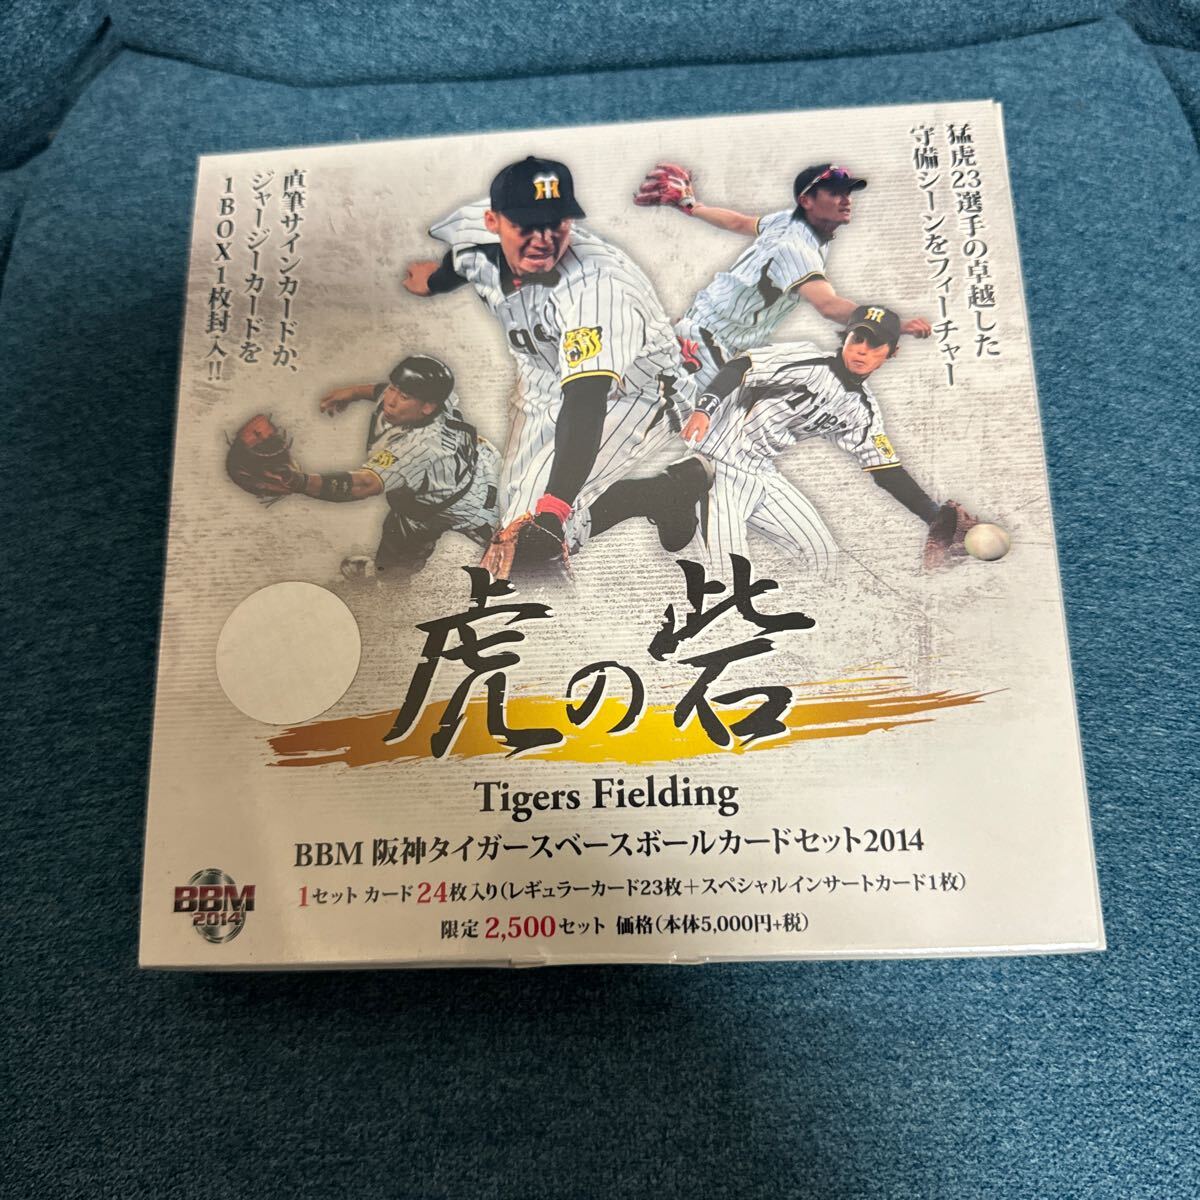 猛虎23選手の卓越した
守備シーンをフィーチャー
直筆サインカードか、
ジャージーカードを
1BOX1枚封入!!
虎の砦
Tigers Fielding
BBM 阪神タイガースベースボールカードセット2014
1セット カード24枚入り(レギュラーカード23枚+スペシャルインサートカード1枚)
限定 2,500セット 価格(本体5,000円+税)
BBM
2014